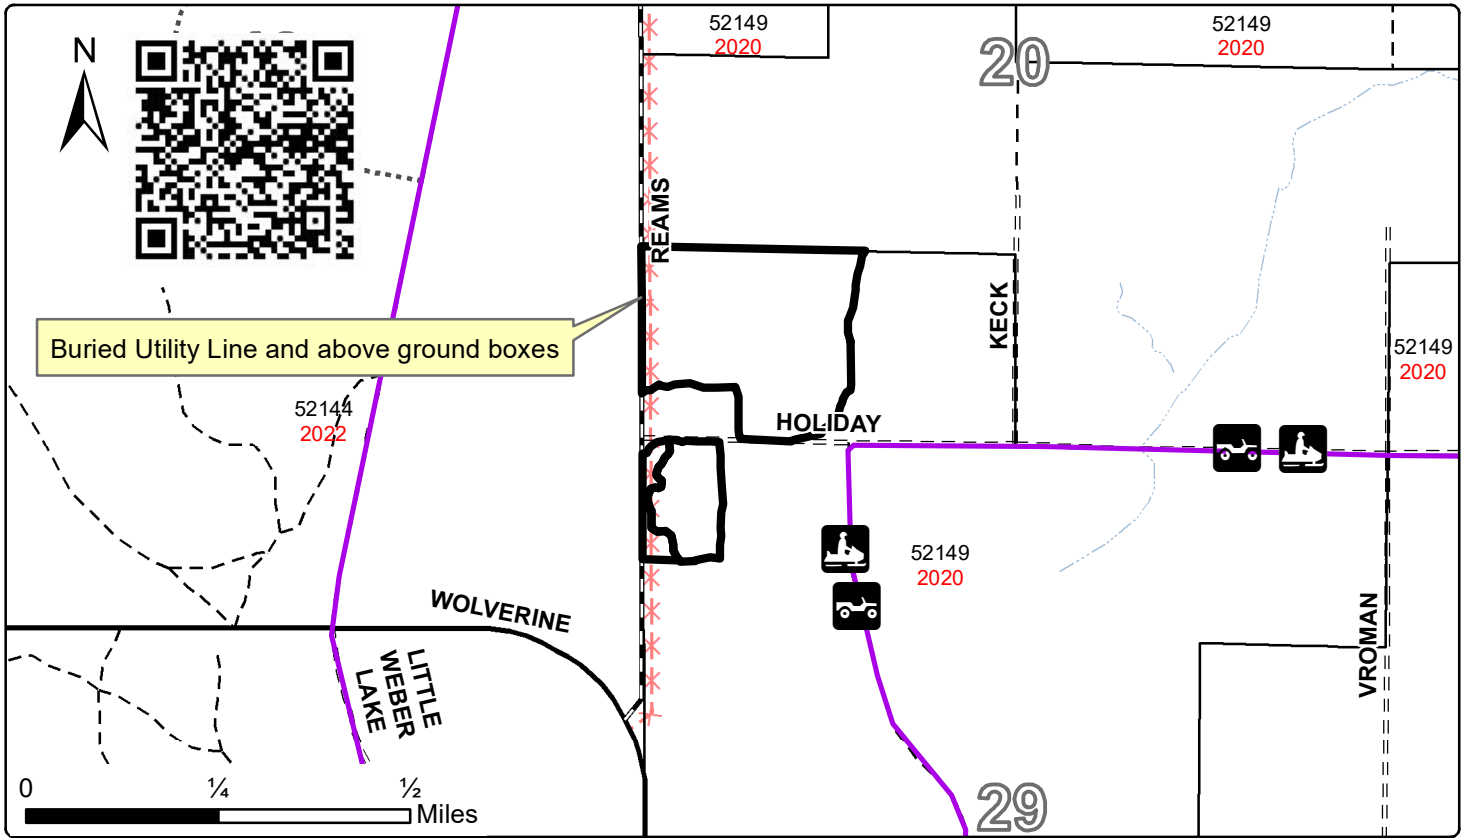 N
52149
2020
20
52149
2020
REAMS
KECK
Buried Utility Line and above ground boxes
52149
2020
52144
2022
HOLIDAY
52149
2020
WOLVERINE
VROMAN
LITTLE
WEBER
LAKE
29
0 ¼ ½
Miles